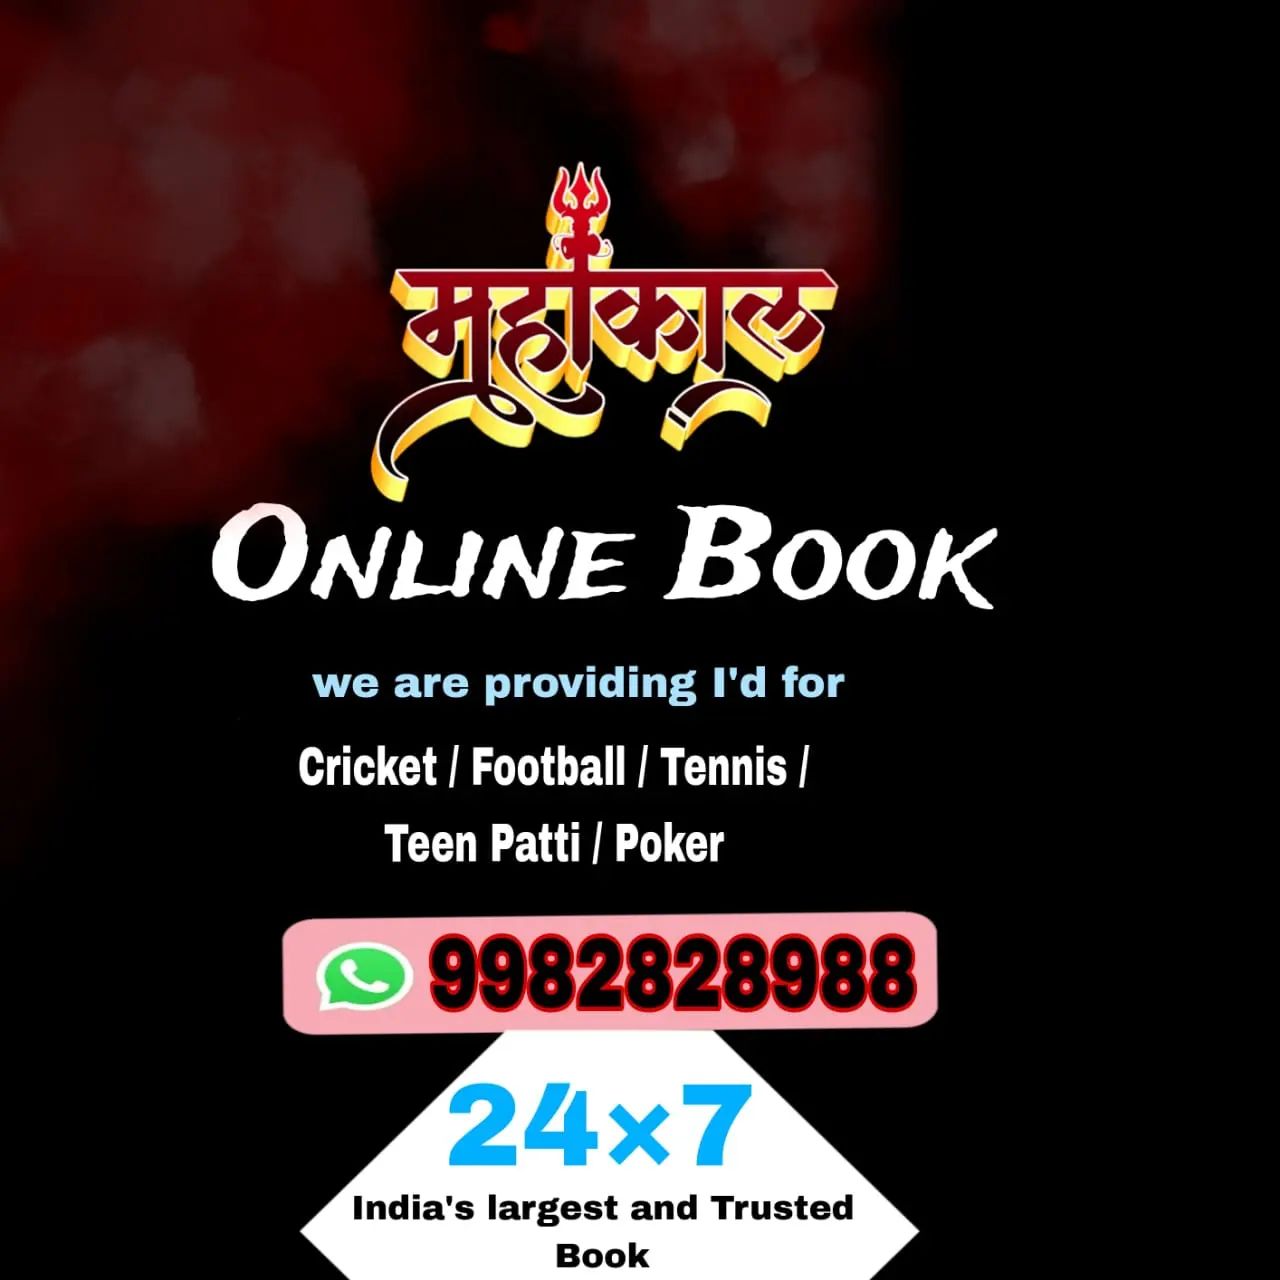 महाकाल
ONLINE BOOK
we are providing I'd for
Cricket / Football / Tennis /
Teen Patti / Poker
9982828988
24×7
India's largest and Trusted
Book